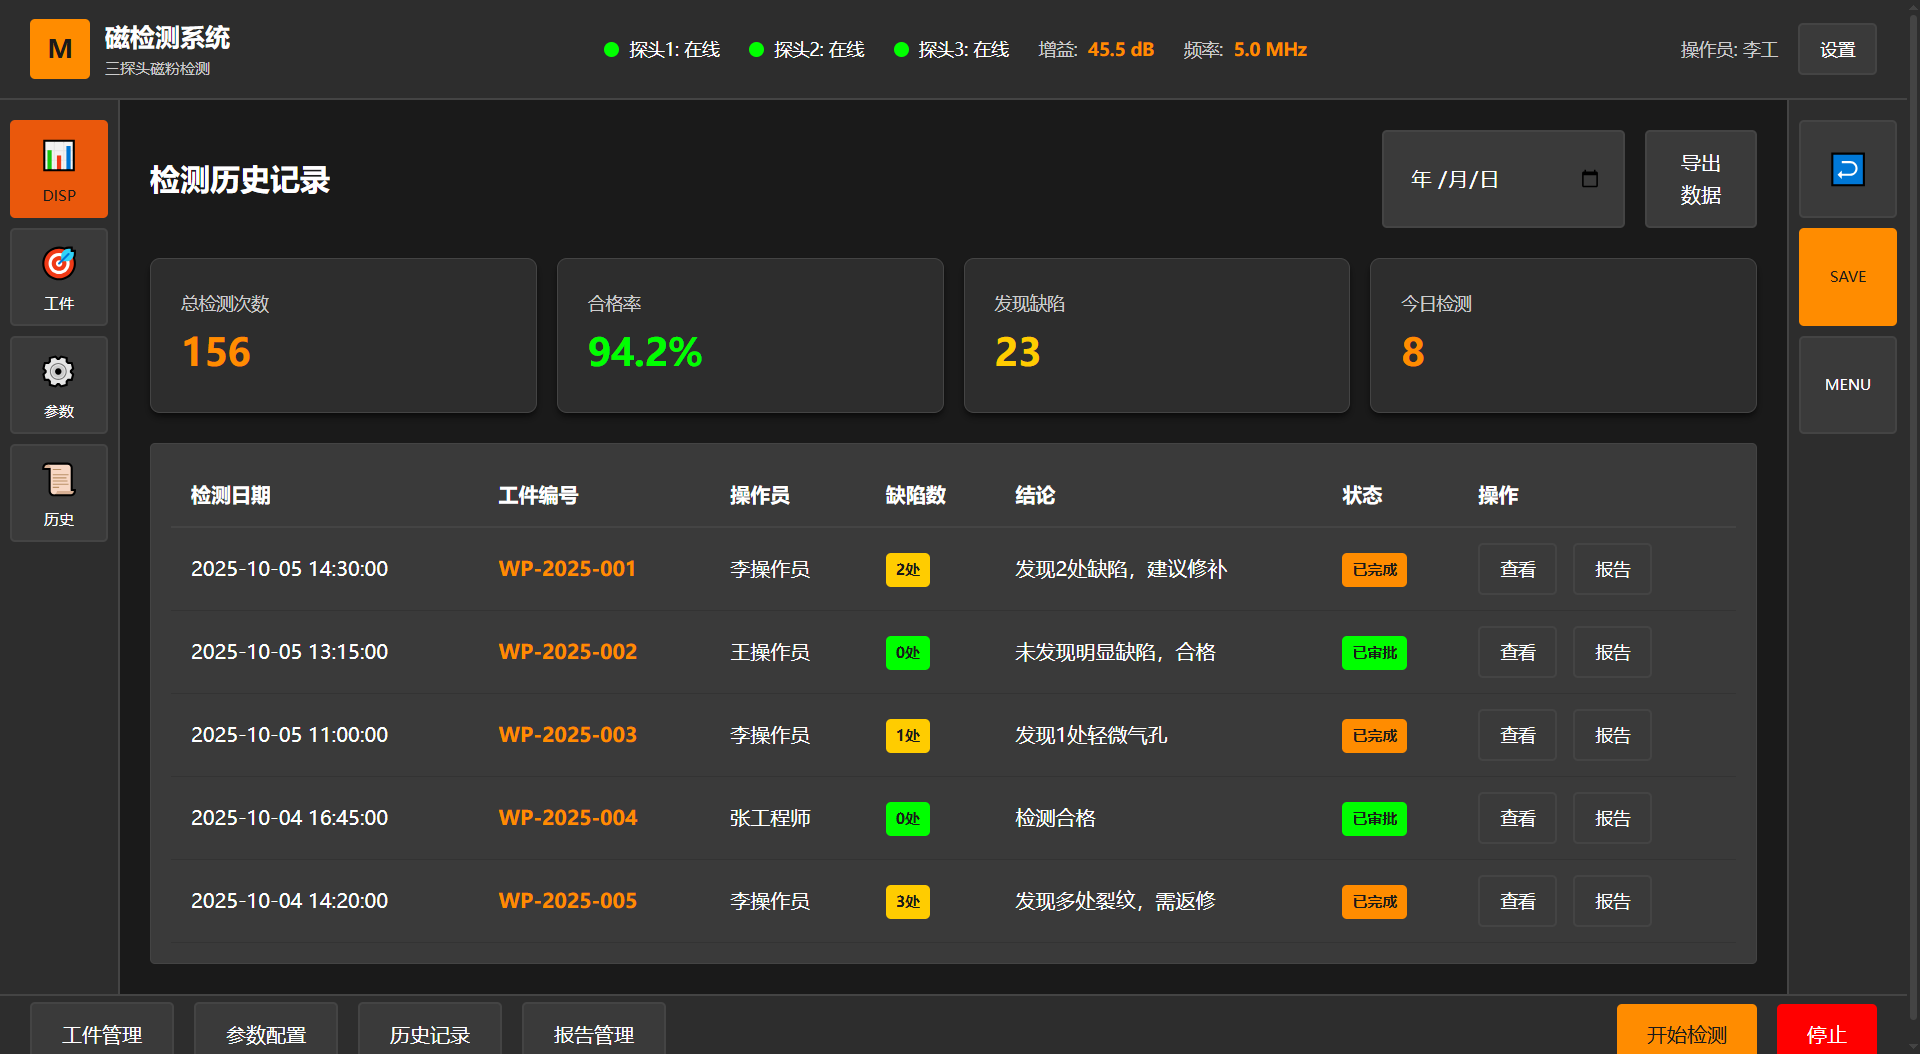 M
磁检测系统
三探头磁粉检测
探头1: 在线
探头2: 在线
探头3: 在线
增益: 45.5 dB
频率: 5.0 MHz
操作员: 李工
设置
DISP
工件
参数
历史
检测历史记录
年 /月/日
导出
数据
SAVE
MENU
总检测次数
156
合格率
94.2%
发现缺陷
23
今日检测
8
检测日期 工件编号 操作员 缺陷数 结论 状态 操作
2025-10-05 14:30:00 WP-2025-001 李操作员 2处 发现2处缺陷，建议修补 已完成 查看 报告
2025-10-05 13:15:00 WP-2025-002 王操作员 0处 未发现明显缺陷，合格 已审批 查看 报告
2025-10-05 11:00:00 WP-2025-003 李操作员 1处 发现1处轻微气孔 已完成 查看 报告
2025-10-04 16:45:00 WP-2025-004 张工程师 0处 检测合格 已审批 查看 报告
2025-10-04 14:20:00 WP-2025-005 李操作员 3处 发现多处裂纹，需返修 已完成 查看 报告
工件管理
参数配置
历史记录
报告管理
开始检测
停止